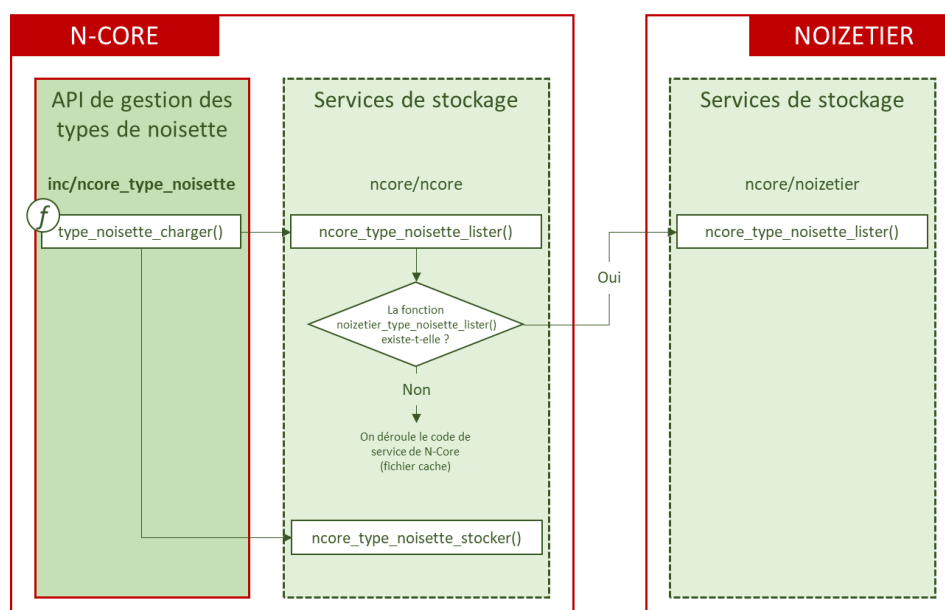 N-CORE
NOIZETIER
API de gestion des
types de noisette
Services de stockage
Services de stockage
inc/ncore_type_noisette
ncore/ncore
ncore/noizetier
f
type_noisette_charger()
ncore_type_noisette_lister()
ncore_type_noisette_lister()
Oui
La fonction
noizetier_type_noisette_lister()
existe-t-elle ?
Non
On déroule le code de
service de N-Core
(fichier cache)
ncore_type_noisette_stocker()